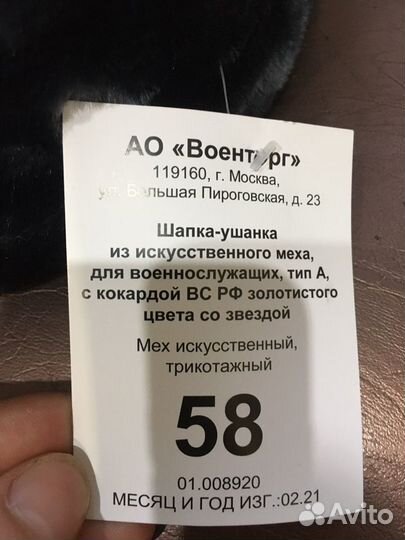 АО «Военторг»
119160, г. Москва,
ул. Большая Пироговская, д. 23
Шапка-ушанка
из искусственного меха,
для военнослужащих, тип А,
с кокардой ВС РФ золотистого
цвета со звездой
Мех искусственный,
трикотажный
58
01.008920
МЕСЯЦ И ГОД ИЗГ.:02.21
Avito